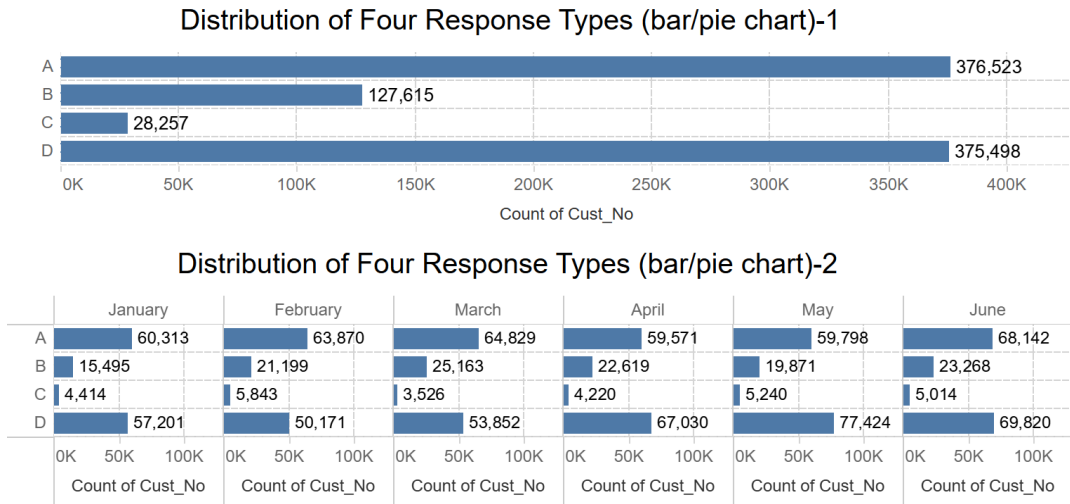 Distribution of Four Response Types (bar/pie chart)-1
A 376,523
B 127,615
C 28,257
D 375,498
0K 50K 100K 150K 200K 250K 300K 350K 400K
Count of Cust_No
Distribution of Four Response Types (bar/pie chart)-2
January February March April May June
A 60,313 63,870 64,829 59,571 59,798 68,142
B 15,495 21,199 25,163 22,619 19,871 23,268
C 4,414 5,843 3,526 4,220 5,240 5,014
D 57,201 50,171 53,852 67,030 77,424 69,820
0K 50K 100K 0K 50K 100K 0K 50K 100K 0K 50K 100K 0K 50K 100K 0K 50K 100K
Count of Cust_No Count of Cust_No Count of Cust_No Count of Cust_No Count of Cust_No Count of Cust_No